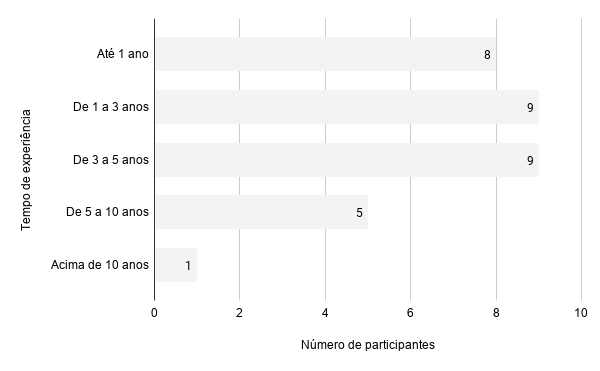 Tempo de experiência
Até 1 ano
8
De 1 a 3 anos
9
De 3 a 5 anos
9
De 5 a 10 anos
5
Acima de 10 anos
1
0 2 4 6 8 10
Número de participantes